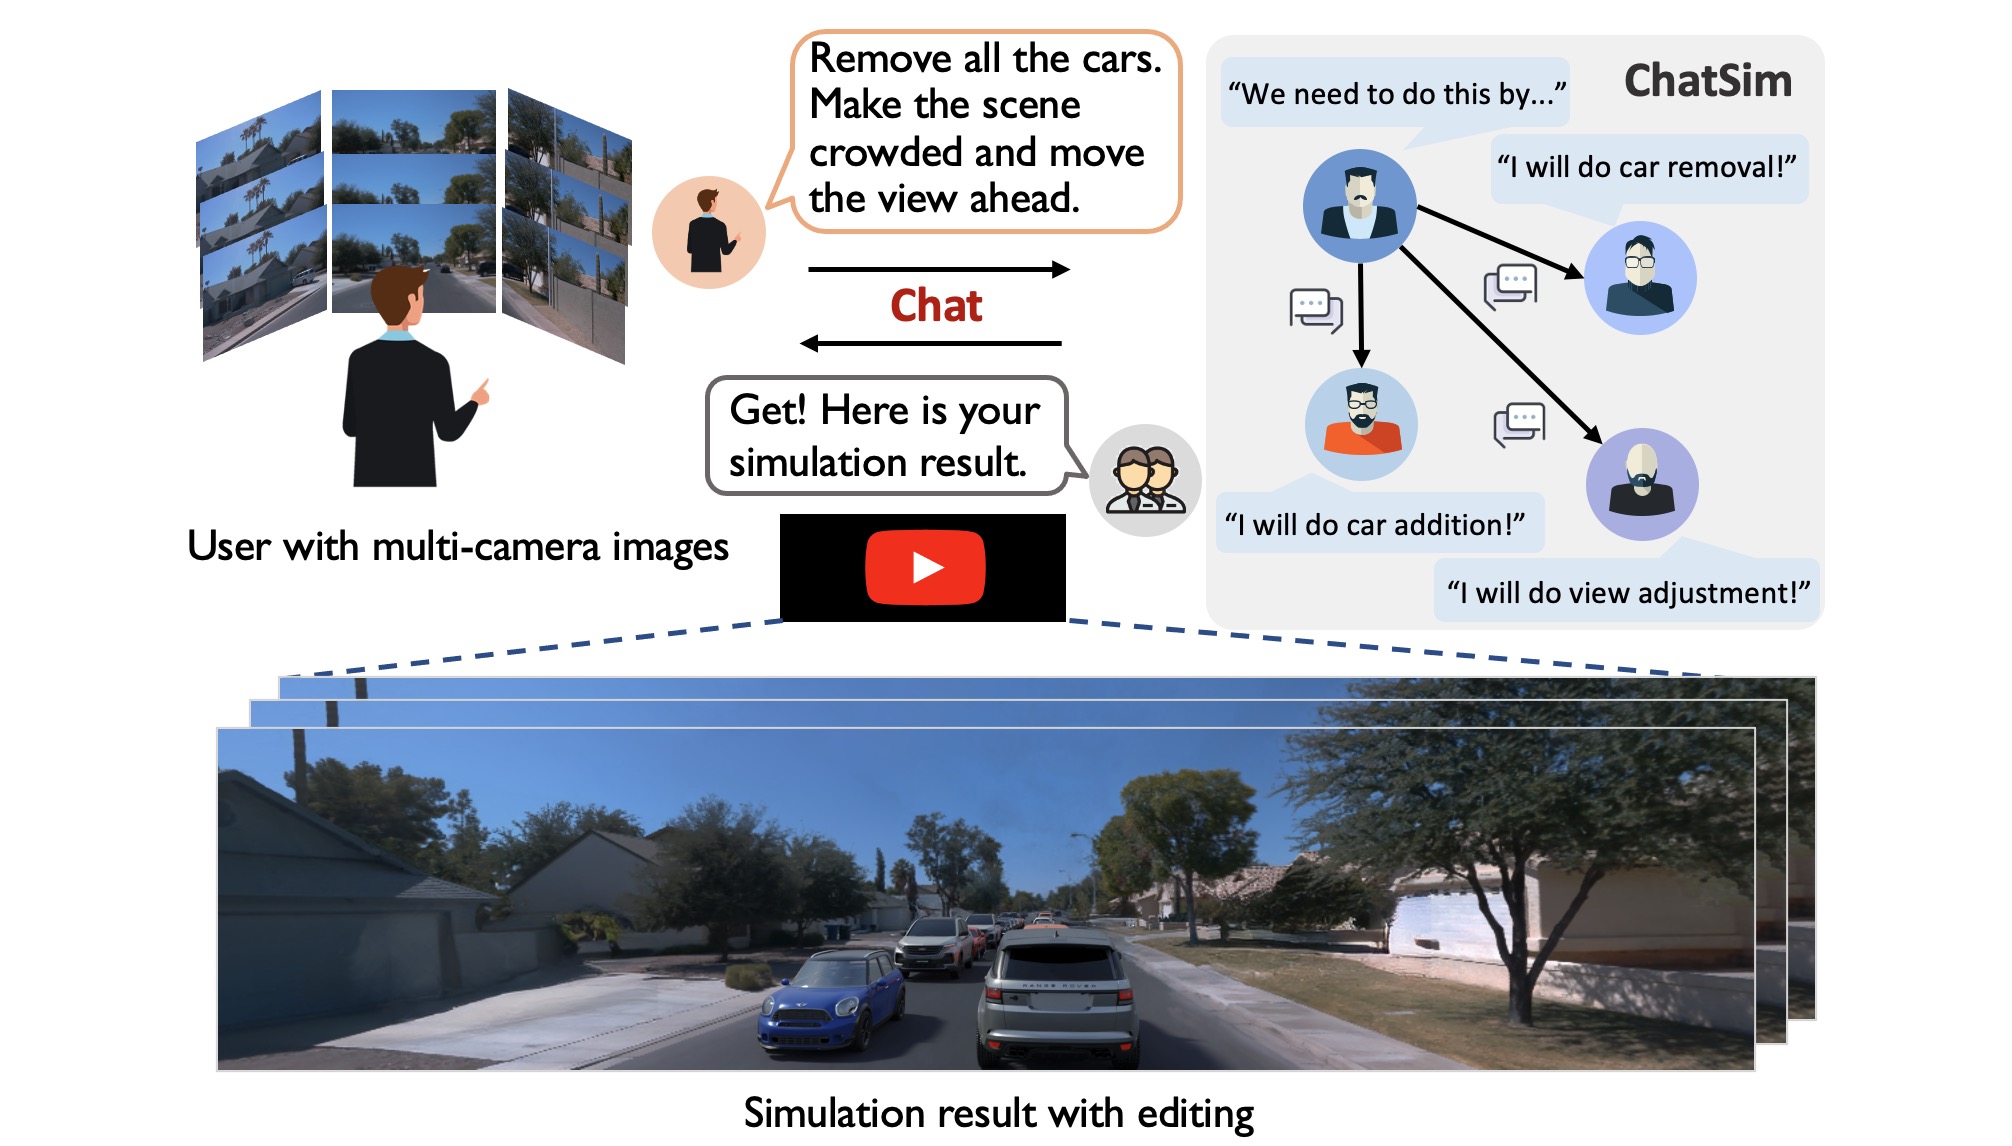 Remove all the cars.
Make the scene
crowded and move
the view ahead.
Chat
Get! Here is your
simulation result.
User with multi-camera images
ChatSim
“We need to do this by...”
“I will do car removal!”
“I will do car addition!”
“I will do view adjustment!”
RANGE ROVER
Simulation result with editing